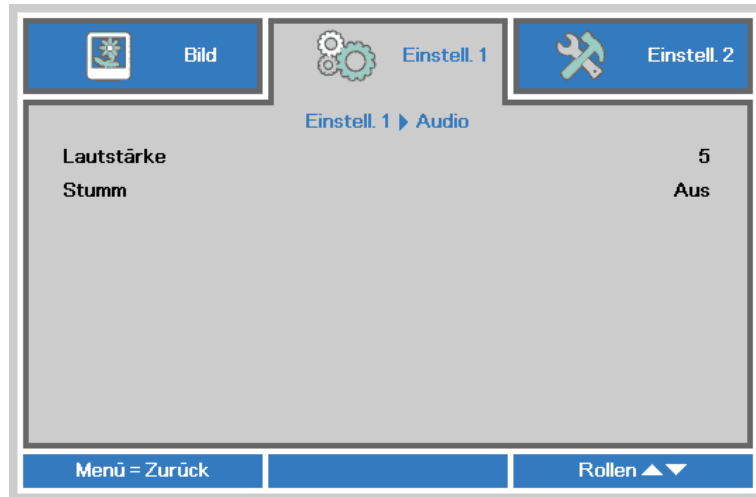 Bild
Einstell. 1
Einstell. 2
Einstell. 1 ▶ Audio
Lautstärke 5
Stumm Aus
Menü = Zurück
Rollen ▲▼